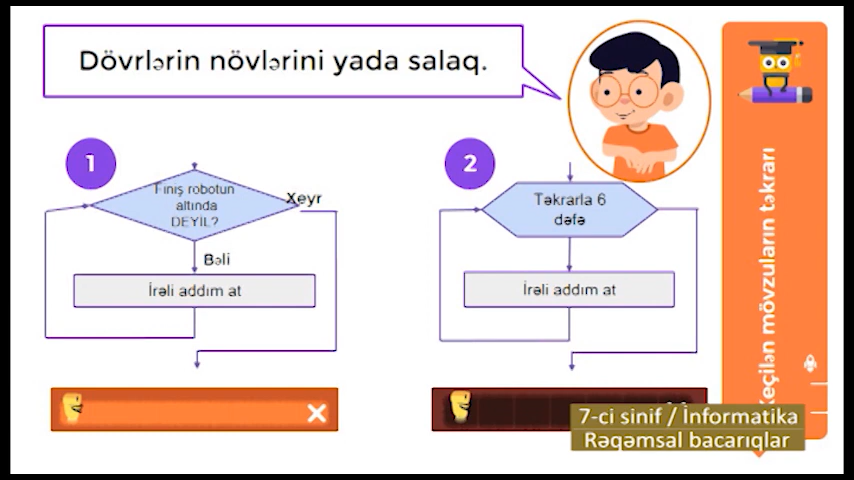 Dövrlərin növlərini yada salaq.
1
Finiş robotun
altında
DEYİL?
Xeyr
Bəli
İrəli addım at
2
Təkrarla 6
dəfə
İrəli addım at
Keçilən mövzuların təkrarı
7-ci sinif / İnformatika
Rəqəmsal bacarıqlar